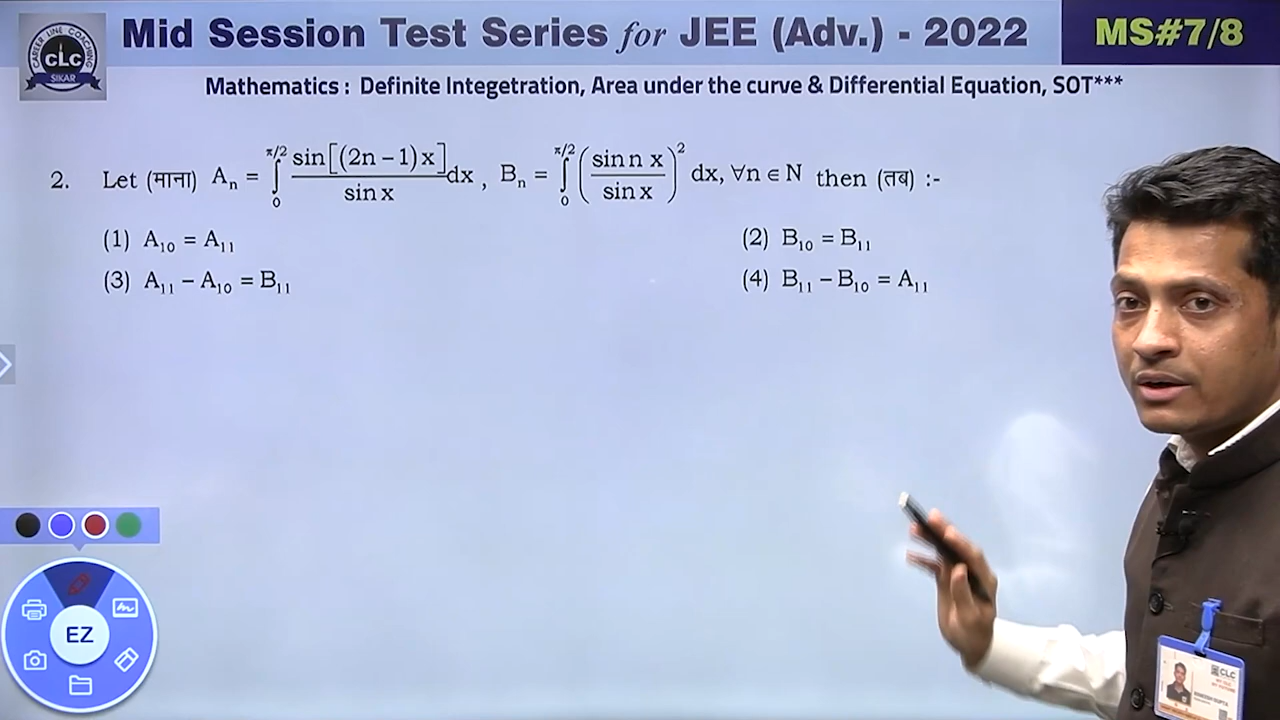 CAREER LINE COACHING
CLC
SIKAR
Mid Session Test Series for JEE (Adv.) - 2022
MS#7/8
Mathematics : Definite Integetration, Area under the curve & Differential Equation, SOT***
2. Let (माना) Aₙ = ∫₀^{π/2} sin[(2n – 1)x]/sin x dx , Bₙ = ∫₀^{π/2} (sin n x/sin x)² dx, ∀n ∈ N then (तब) :-
(1) A₁₀ = A₁₁ (2) B₁₀ = B₁₁
(3) A₁₁ – A₁₀ = B₁₁ (4) B₁₁ – B₁₀ = A₁₁
EZ
CLC